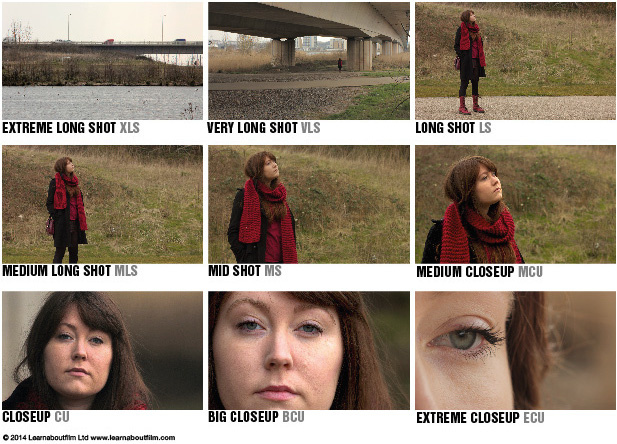 EXTREME LONG SHOT XLS
VERY LONG SHOT VLS
LONG SHOT LS
MEDIUM LONG SHOT MLS
MID SHOT MS
MEDIUM CLOSEUP MCU
CLOSEUP CU
BIG CLOSEUP BCU
EXTREME CLOSEUP ECU
© 2014 Learnaboutfilm Ltd www.learnaboutfilm.com